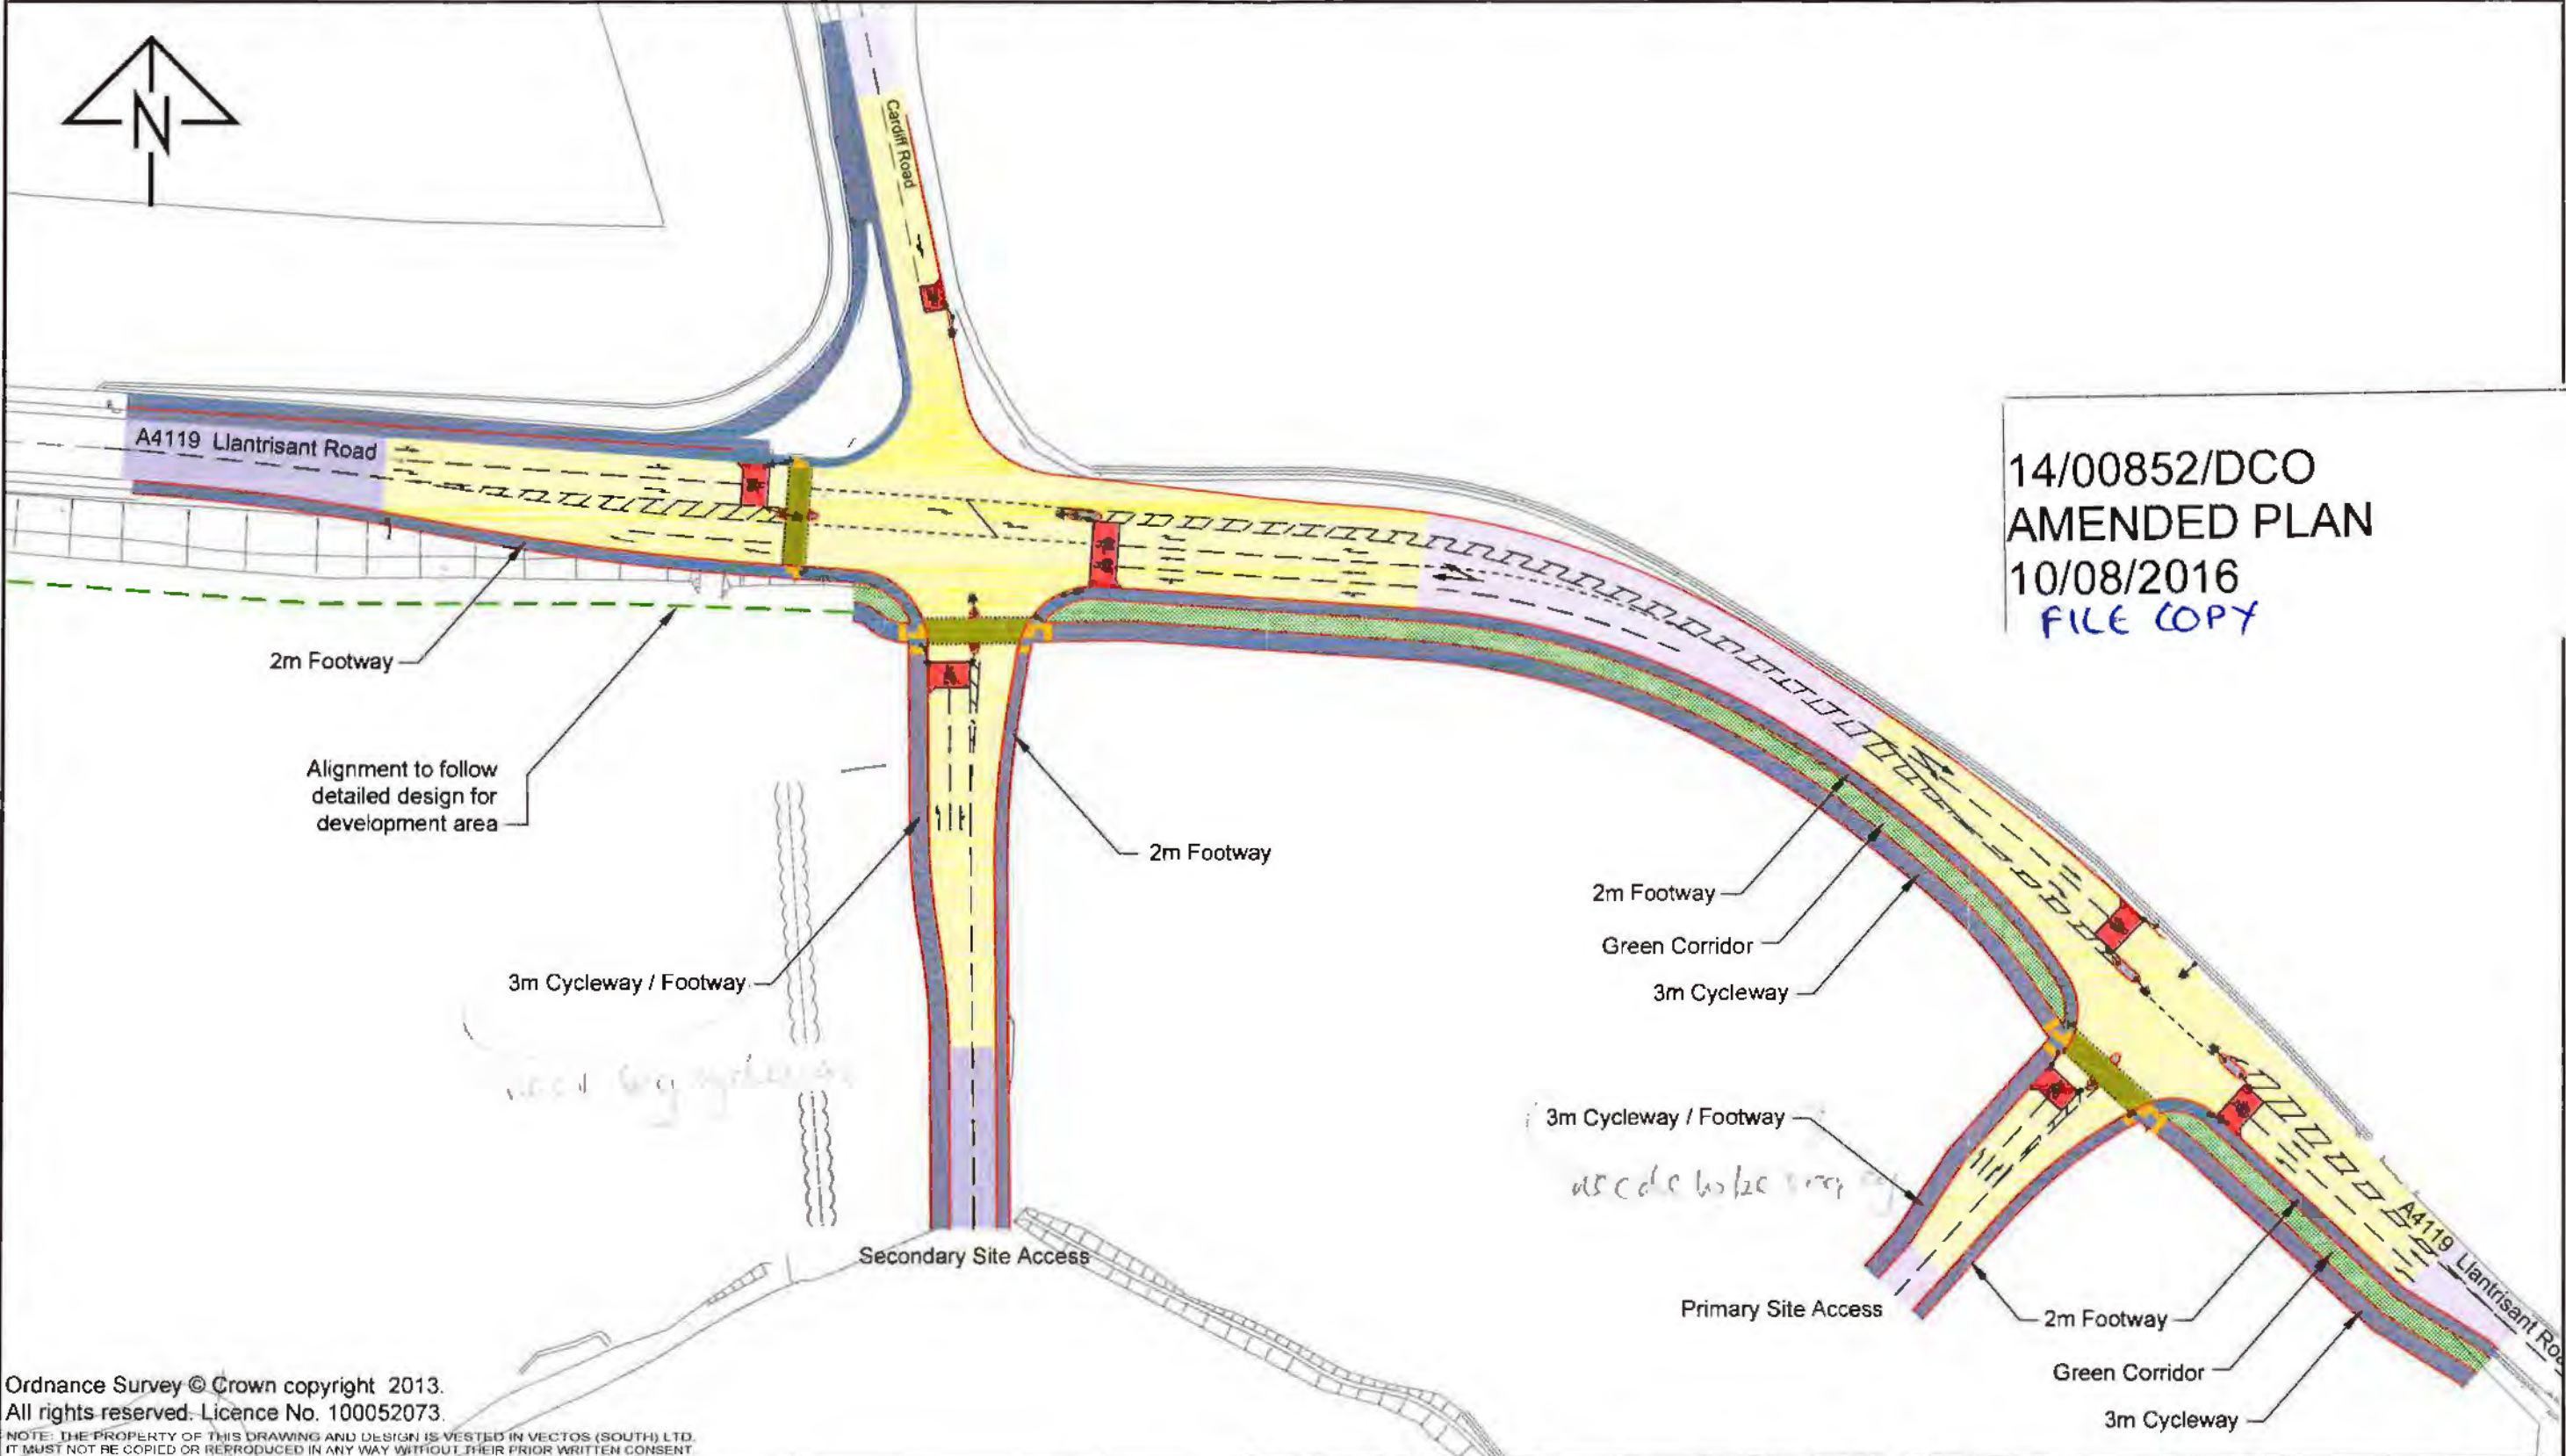 N
Cardiff Road
A4119 Llantrisant Road
14/00852/DCO
AMENDED PLAN
10/08/2016
FILE COPY
2m Footway
Alignment to follow
detailed design for
development area
2m Footway
2m Footway
Green Corridor
3m Cycleway
3m Cycleway / Footway
3m Cycleway / Footway
A4119 Llantrisant
Secondary Site Access
Primary Site Access
2m Footway
Green Corridor
3m Cycleway
Ordnance Survey © Crown copyright 2013.
All rights reserved. Licence No. 100052073.
NOTE: THE PROPERTY OF THIS DRAWING AND DESIGN IS VESTED IN VECTOS (SOUTH) LTD.
IT MUST NOT BE COPIED OR REPRODUCED IN ANY WAY WITHOUT THEIR PRIOR WRITTEN CONSENT